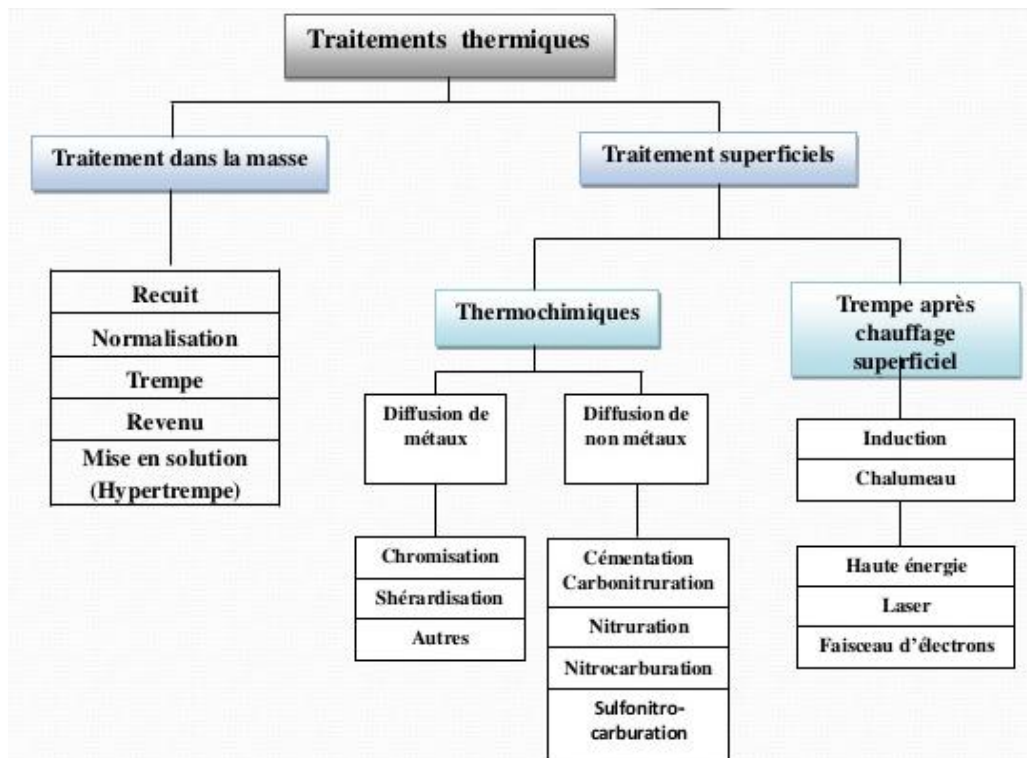 Traitements thermiques
Traitement dans la masse
Traitement superficiels
Recuit
Normalisation
Trempe
Revenu
Mise en solution
(Hypertrempe)
Thermochimiques
Trempe après
chauffage
superficiel
Diffusion de
métaux
Diffusion de
non métaux
Induction
Chalumeau
Chromisation
Shérardisation
Autres
Cémentation
Carbonitruration
Nitruration
Nitrocarburation
Sulfonitro-
carburation
Haute énergie
Laser
Faisceau d'électrons